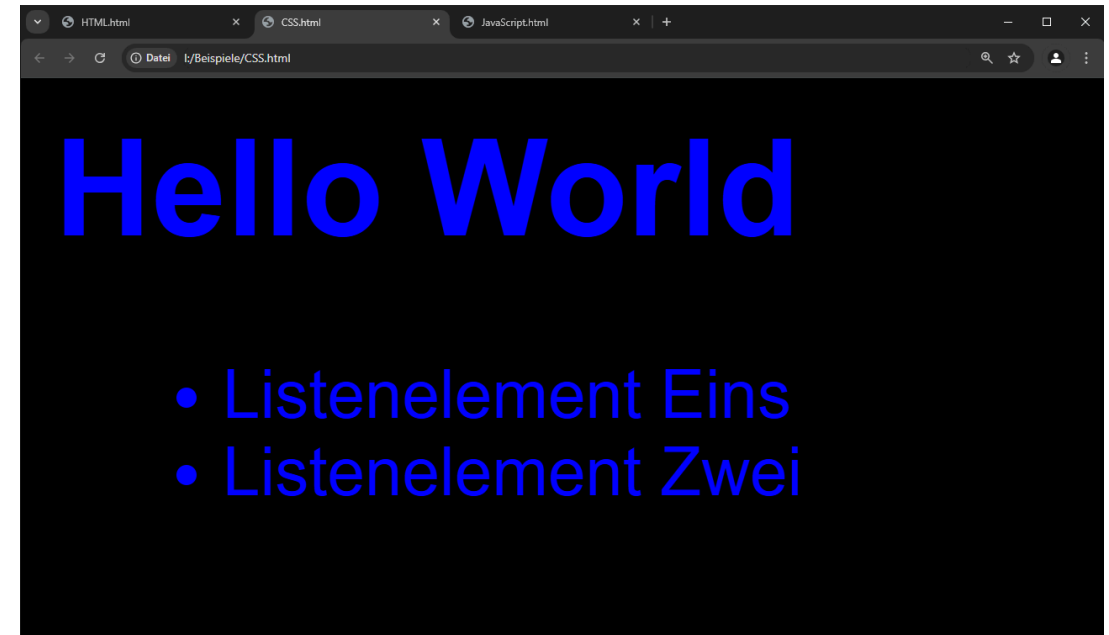 HTML.html
CSS.html
JavaScript.html
Datei I:/Beispiele/CSS.html
Hello World
• Listenelement Eins
• Listenelement Zwei